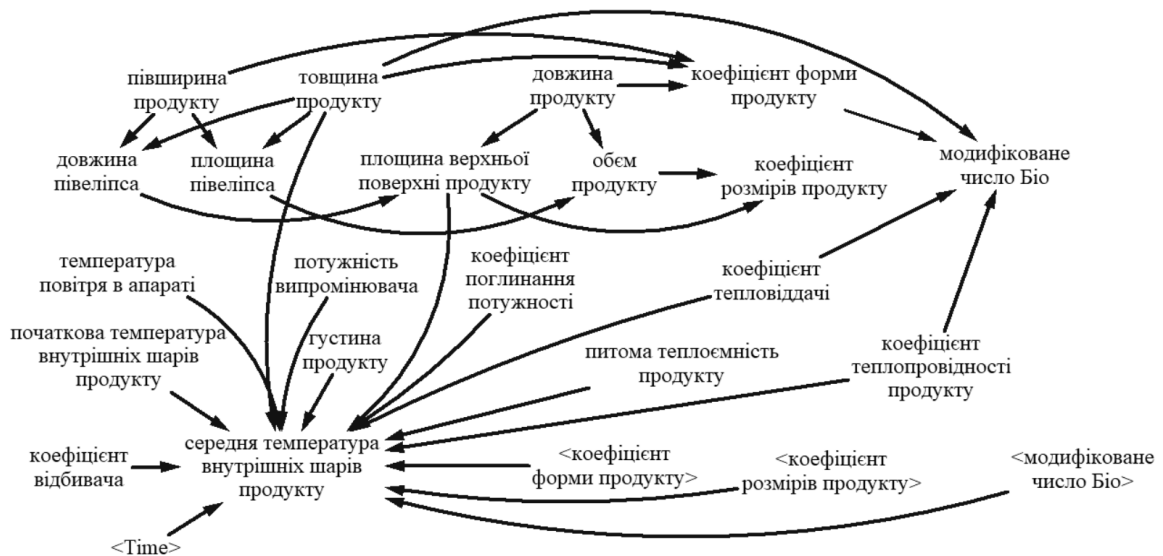 півширина
продукту
товщина
продукту
довжина
продукту
коефіцієнт форми
продукту
довжина
півеліпса
площина
півеліпса
площина верхньої
поверхні продукту
обєм
продукту
коефіцієнт
розмірів продукту
модифіковане
число Біо
температура
повітря в апараті
потужність
випромінювача
коефіцієнт
поглинання
потужності
коефіцієнт
тепловіддачі
початкова температура
внутрішніх шарів
продукту
густина
продукту
питома теплоємність
продукту
коефіцієнт
теплопровідності
продукту
коефіцієнт
відбивача
середня температура
внутрішніх шарів
продукту
<коефіцієнт
форми продукту>
<коефіцієнт
розмірів продукту>
<модифіковане
число Біо>
<Time>